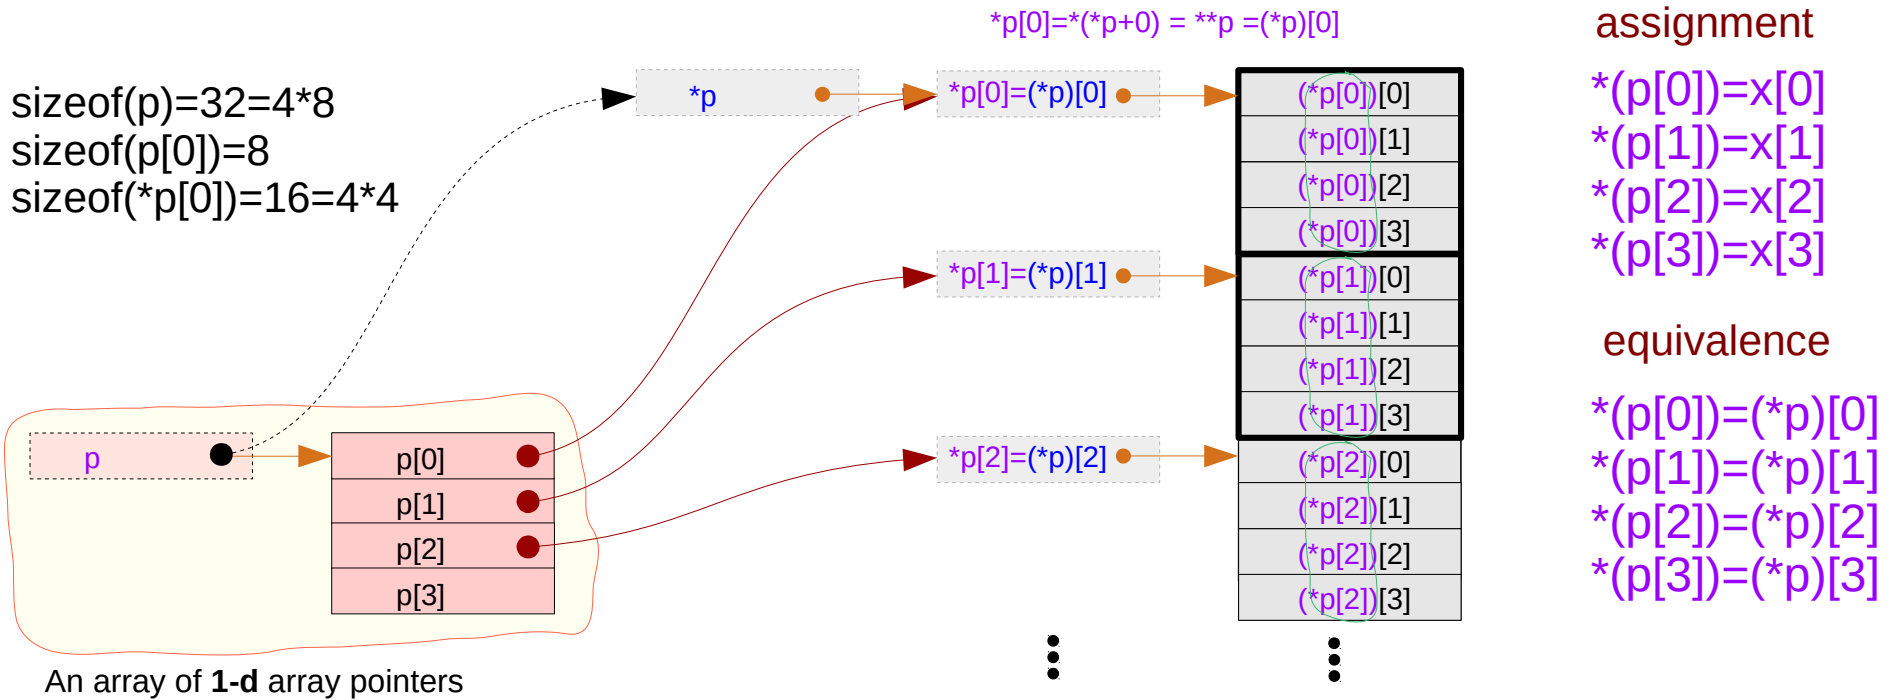 *p[0]=*(*p+0) = **p =(*p)[0]
sizeof(p)=32=4*8
sizeof(p[0])=8
sizeof(*p[0])=16=4*4
*p
*p[0]=(*p)[0]
*p[1]=(*p)[1]
*p[2]=(*p)[2]
(*p[0])[0]
(*p[0])[1]
(*p[0])[2]
(*p[0])[3]
(*p[1])[0]
(*p[1])[1]
(*p[1])[2]
(*p[1])[3]
(*p[2])[0]
(*p[2])[1]
(*p[2])[2]
(*p[2])[3]
assignment
*(p[0])=x[0]
*(p[1])=x[1]
*(p[2])=x[2]
*(p[3])=x[3]
equivalence
*(p[0])=(*p)[0]
*(p[1])=(*p)[1]
*(p[2])=(*p)[2]
*(p[3])=(*p)[3]
p
p[0]
p[1]
p[2]
p[3]
An array of 1-d array pointers